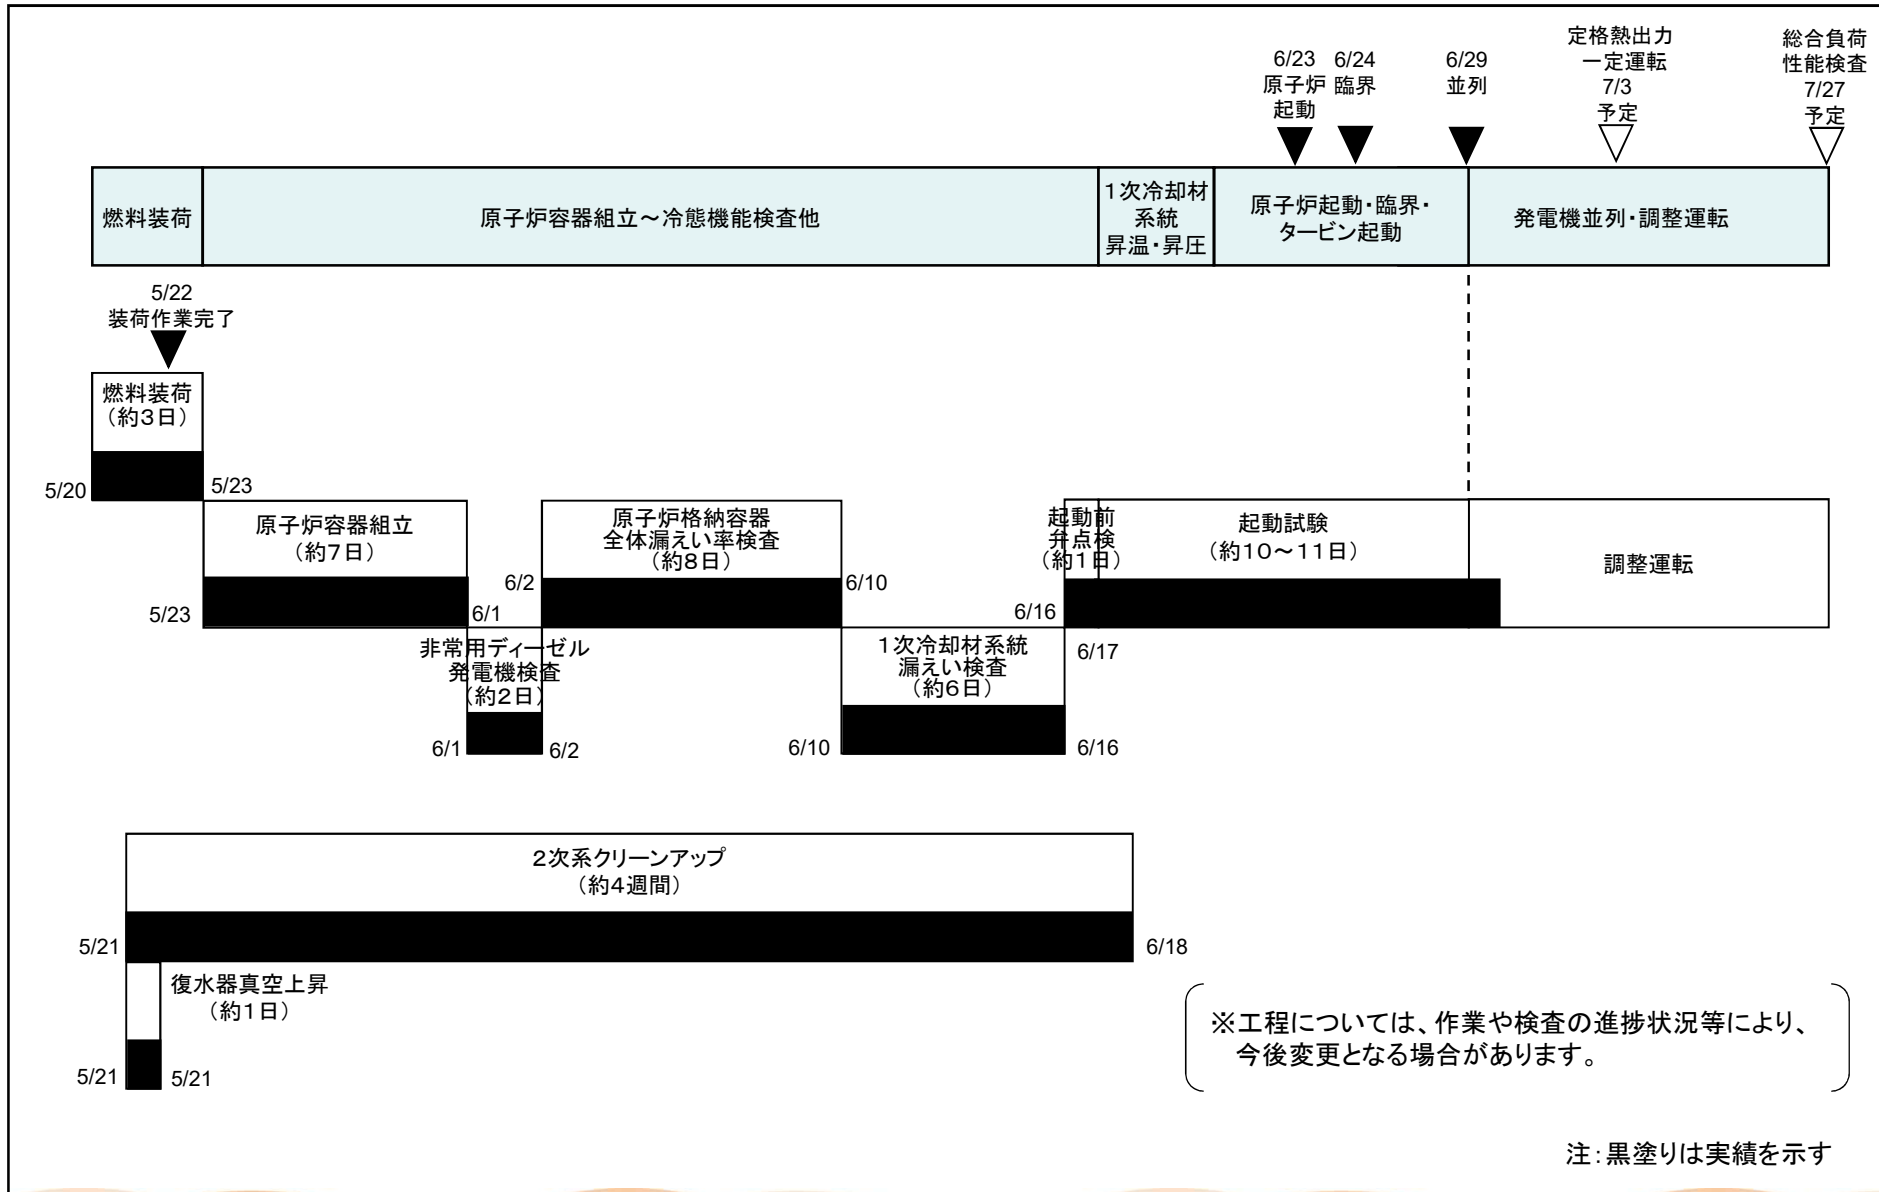 6/23
原子炉
起動
6/24
臨界
6/29
並列
定格熱出力
一定運転
7/3
予定
総合負荷
性能検査
7/27
予定
燃料装荷
原子炉容器組立～冷態機能検査他
1次冷却材
系統
昇温・昇圧
原子炉起動・臨界・
タービン起動
発電機並列・調整運転
5/22
装荷作業完了
燃料装荷
（約3日）
5/20
5/23
原子炉容器組立
（約7日）
5/23
6/1
非常用ディーゼル
発電機検査
（約2日）
6/1
6/2
原子炉格納容器
全体漏えい率検査
（約8日）
6/2
6/10
1次冷却材系統
漏えい検査
（約6日）
6/10
6/16
起動前
弁点検
（約1日）
6/16
6/17
起動試験
（約10～11日）
調整運転
2次系クリーンアップ
（約4週間）
5/21
6/18
復水器真空上昇
（約1日）
5/21
5/21
※工程については、作業や検査の進捗状況等により、
今後変更となる場合があります。
注：黒塗りは実績を示す